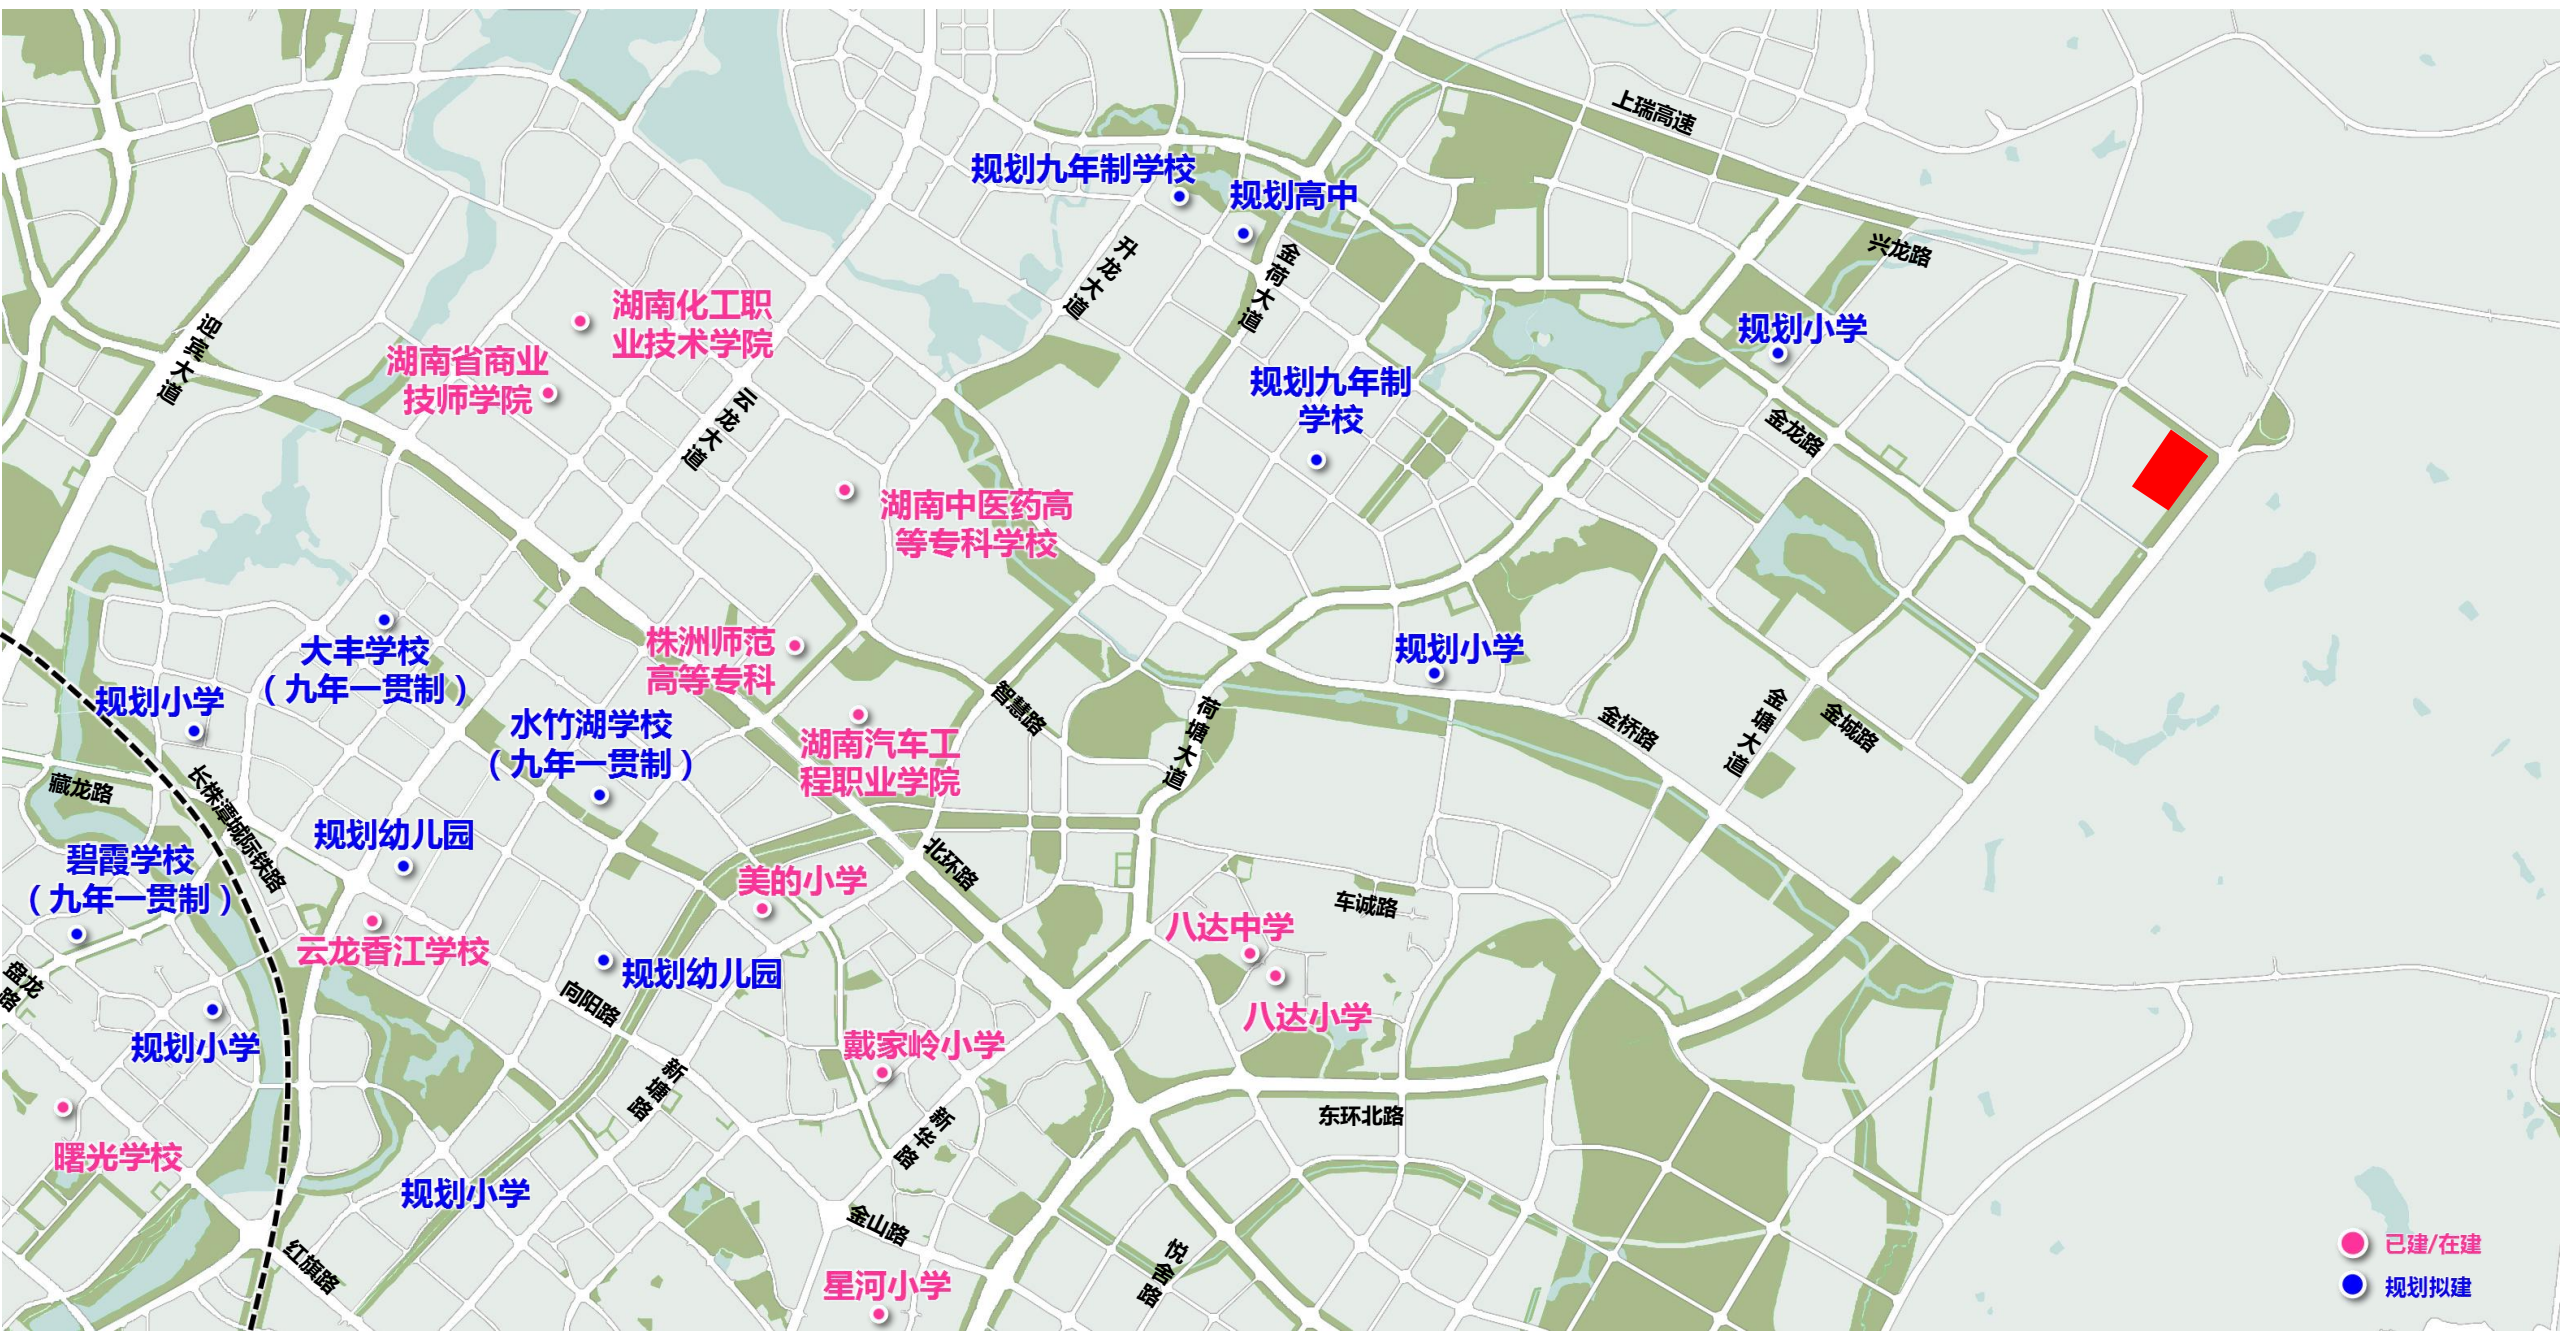 上瑞高速
规划九年制学校
规划高中
升龙大道
金荷大道
兴龙路
湖南化工职
业技术学院
迎宾大道
规划小学
湖南省商业
技师学院
规划九年制
学校
云龙大道
金龙路
湖南中医药高
等专科学校
大丰学校
（九年一贯制）
株洲师范
高等专科
规划小学
规划小学
智慧路
荷塘大道
金塘大道
金城路
金桥路
水竹湖学校
（九年一贯制）
湖南汽车工
程职业学院
藏龙路
长株潭城际铁路
规划幼儿园
碧霞学校
（九年一贯制）
北环路
美的小学
车诚路
八达中学
云龙香江学校
规划幼儿园
盘龙路
向阳路
八达小学
规划小学
戴家岭小学
新塘路
东环北路
新华路
曙光学校
规划小学
金山路
红旗路
悦舍路
星河小学
已建/在建
规划拟建